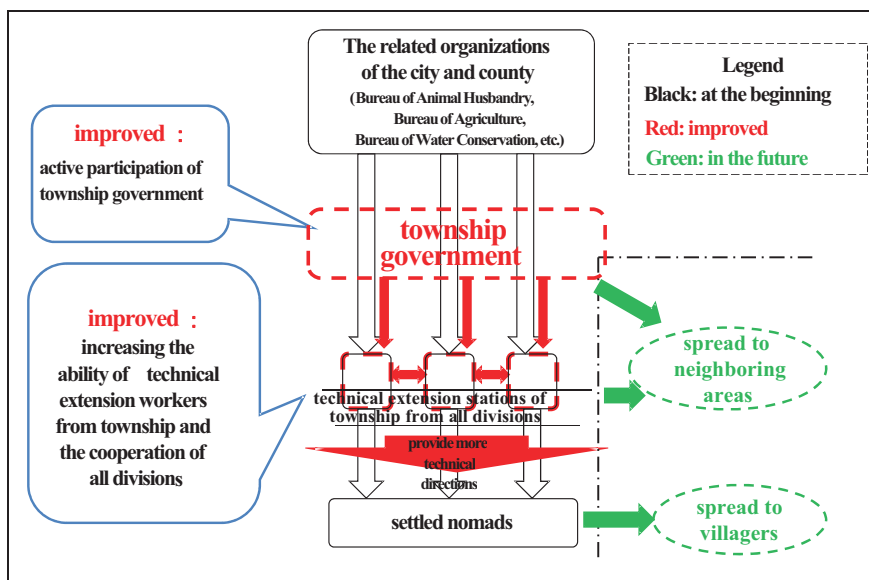 The related organizations
of the city and county
(Bureau of Animal Husbandry,
Bureau of Agriculture,
Bureau of Water Conservation, etc.)
Legend
Black: at the beginning
Red: improved
Green: in the future
improved :
active participation of
township government
township
government
improved :
increasing the
ability of technical
extension workers
from township and
the cooperation of
all divisions
technical extension stations of
township from all divisions
provide more
technical
directions
settled nomads
spread to
neighboring
areas
spread to
villagers